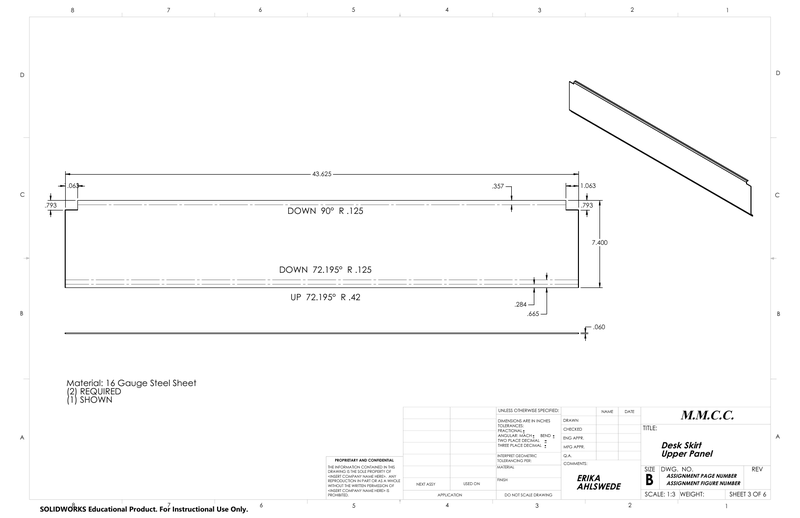 8 7 6 5 4 3 2 1
D D
43.625
.063
.357
1.063
C C
.793
.793
DOWN 90° R .125
7.400
DOWN 72.195° R .125
UP 72.195° R .42
.284
.665
B B
.060
Material: 16 Gauge Steel Sheet
(2) REQUIRED
(1) SHOWN
A A
UNLESS OTHERWISE SPECIFIED:
DIMENSIONS ARE IN INCHES
TOLERANCES:
FRACTIONAL ±
ANGULAR: MACH ± BEND ±
TWO PLACE DECIMAL ±
THREE PLACE DECIMAL ±
INTERPRET GEOMETRIC
TOLERANCING PER:
MATERIAL
FINISH
DO NOT SCALE DRAWING
NAME DATE
DRAWN
CHECKED
ENG APPR.
MFG APPR.
Q.A.
COMMENTS:
ERIKA
AHLSWEDE
M.M.C.C.
TITLE:
Desk Skirt
Upper Panel
SIZE DWG. NO. REV
B
ASSIGNMENT PAGE NUMBER
ASSIGNMENT FIGURE NUMBER
SCALE: 1:3 WEIGHT: SHEET 3 OF 6
PROPRIETARY AND CONFIDENTIAL
THE INFORMATION CONTAINED IN THIS
DRAWING IS THE SOLE PROPERTY OF
<INSERT COMPANY NAME HERE>. ANY
REPRODUCTION IN PART OR AS A WHOLE
WITHOUT THE WRITTEN PERMISSION OF
<INSERT COMPANY NAME HERE> IS
PROHIBITED.
NEXT ASSY USED ON
APPLICATION
7 6 5 4 3 2 1
SOLIDWORKS Educational Product. For Instructional Use Only.